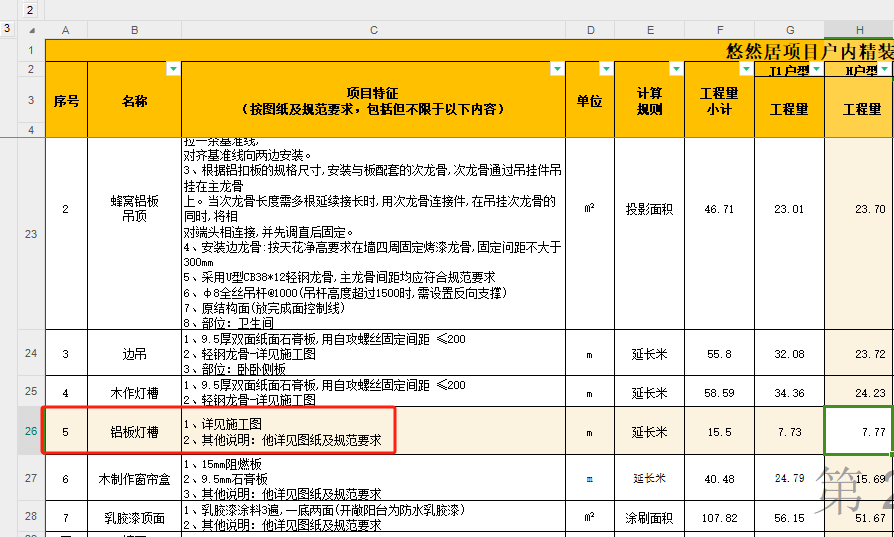 2
3
A B C D E F G H
1 悠然居项目户内精装
2 J1户型 H户型
3 序号 名称 项目特征 单位 计算 工程量 工程量 工程量
（按图纸及规范要求，包括但不限于以下内容） 规则 小计
4
拉一条基准线,
对齐基准线向两边安装。
3、根据铝扣板的规格尺寸,安装与板配套的次龙骨,次龙骨通过吊挂件吊
挂在主龙骨
上。当次龙骨长度需多根延续接长时,用次龙骨连接件,在吊挂次龙骨的
同时,将相
对端头相连接,并先调直后固定。
4、安装边龙骨:按天花净高要求在墙四周固定烤漆龙骨,固定间距不大于
300mm
5、采用U型CB38*12轻钢龙骨,主龙骨间距均应符合规范要求
6、φ8全丝吊杆@1000(吊杆高度超过1500时,需设置反向支撑)
7、原结构面(放完成面控制线)
8、部位：卫生间
23 2 蜂窝铝板
吊顶 m² 投影面积 46.71 23.01 23.70
1、9.5厚双面纸面石膏板,用自攻螺丝固定间距 ≤200
24 3 边吊 2、轻钢龙骨-详见施工图 m 延长米 55.8 32.08 23.72
3、部位：卧卧侧板
25 4 木作灯槽 1、9.5厚双面纸面石膏板,用自攻螺丝固定间距 ≤200 m 延长米 58.59 34.36 24.23
2、轻钢龙骨-详见施工图
26 5 铝板灯槽 1、详见施工图 m 延长米 15.5 7.73 7.77
2、其他说明：他详见图纸及规范要求
1、15mm阻燃板
27 6 木制作窗帘盒 2、9.5mm石膏板 m 延长米 40.48 24.79 15.69
3、其他说明：他详见图纸及规范要求
28 7 乳胶漆顶面 1、乳胶漆涂料3遍,一底两面(开敞阳台为防水乳胶漆) m² 涂刷面积 107.82 56.15 51.67
2、其他说明：他详见图纸及规范要求
第 2